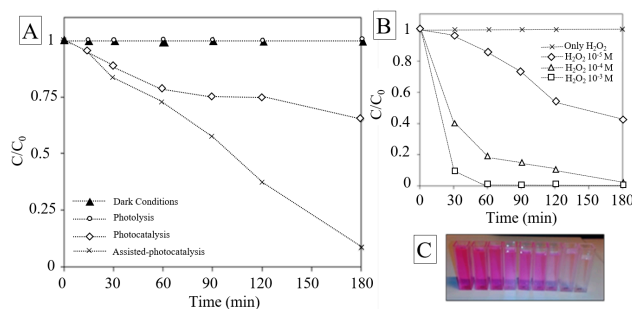 A
1
0.75
0.5
0.25
0
C/C0
0 30 60 90 120 180
Time (min)
Dark Conditions
Photolysis
Photocatalysis
Assisted-photocatalysis
B
1
0.8
0.6
0.4
0.2
0
C/C0
0 30 60 90 120 180
Time (min)
Only H2O2
H2O2 10-5 M
H2O2 10-4 M
H2O2 10-3 M
C